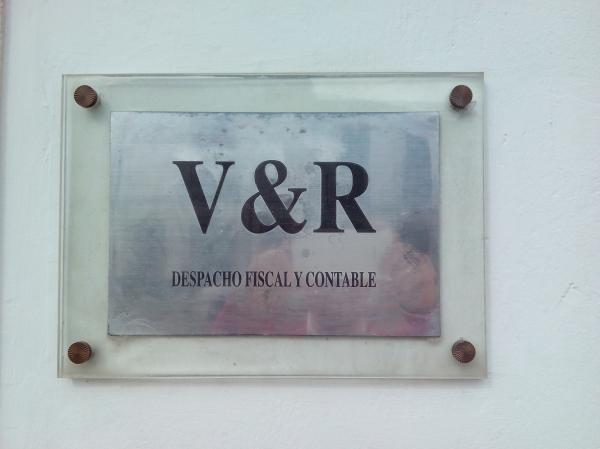 V&R
DESPACHO FISCAL Y CONTABLE